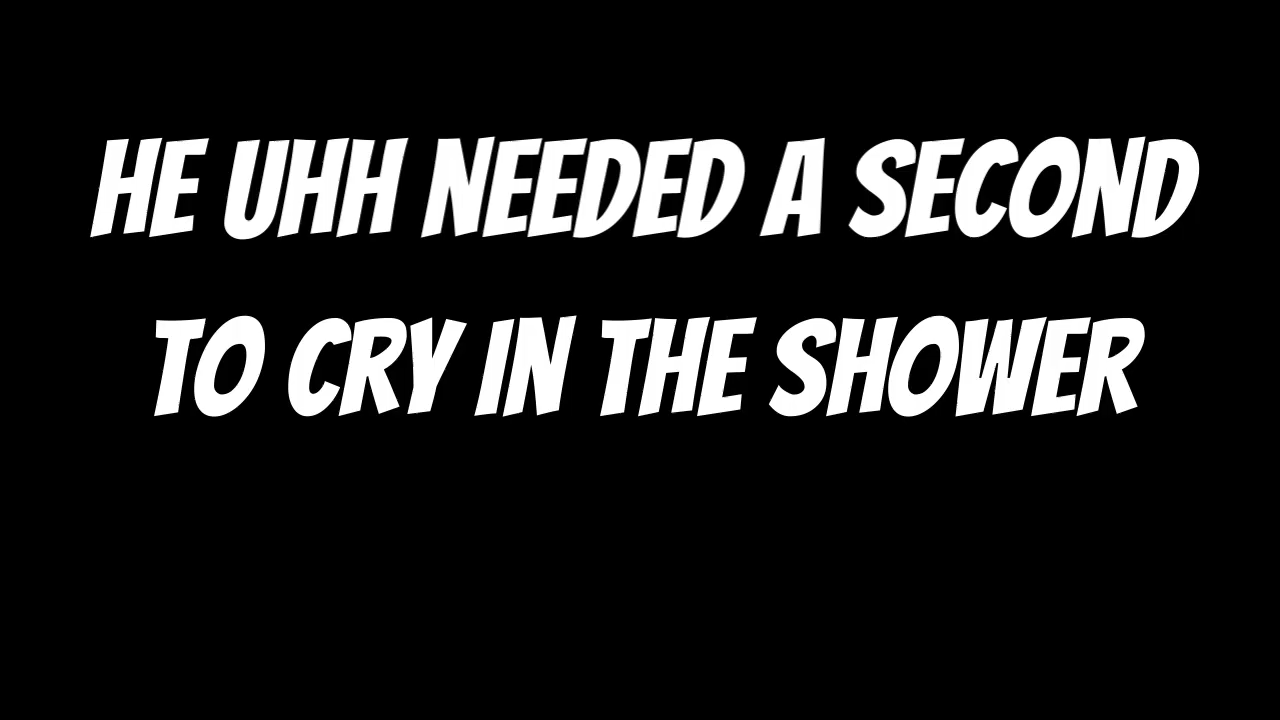 HE UHH NEEDED A SECOND
TO CRY IN THE SHOWER